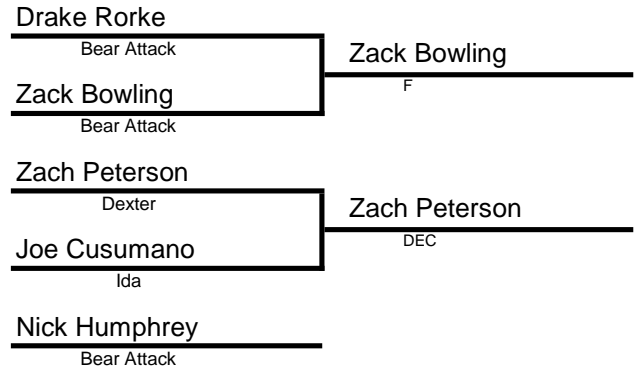 Drake Rorke
Bear Attack
Zack Bowling
F
Zack Bowling
Bear Attack
Zach Peterson
Dexter
Zach Peterson
DEC
Joe Cusumano
Ida
Nick Humphrey
Bear Attack